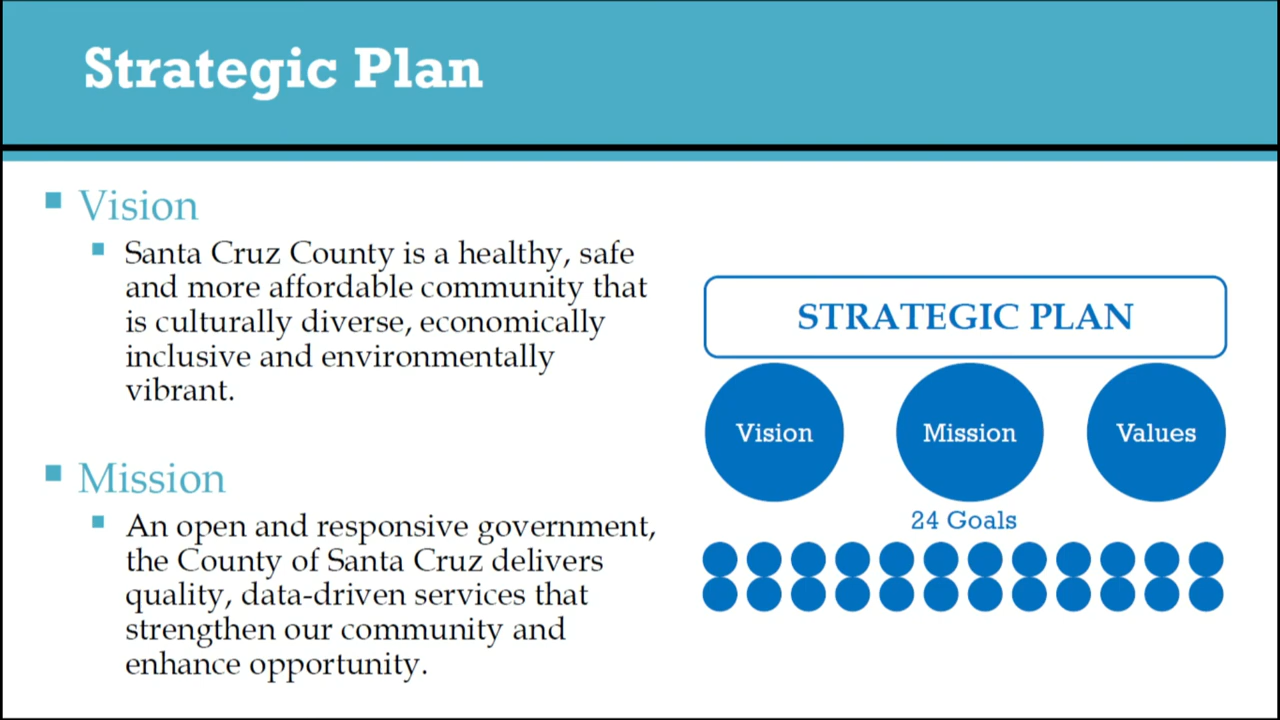 Strategic Plan
Vision
Santa Cruz County is a healthy, safe
and more affordable community that
is culturally diverse, economically
inclusive and environmentally
vibrant.
Mission
An open and responsive government,
the County of Santa Cruz delivers
quality, data-driven services that
strengthen our community and
enhance opportunity.
STRATEGIC PLAN
Vision
Mission
Values
24 Goals